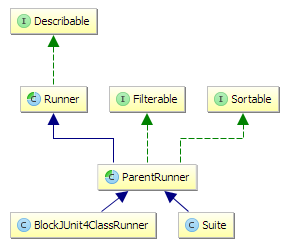 I Describable
C Runner
I Filterable
I Sortable
C ParentRunner
C BlockJUnit4ClassRunner
C Suite